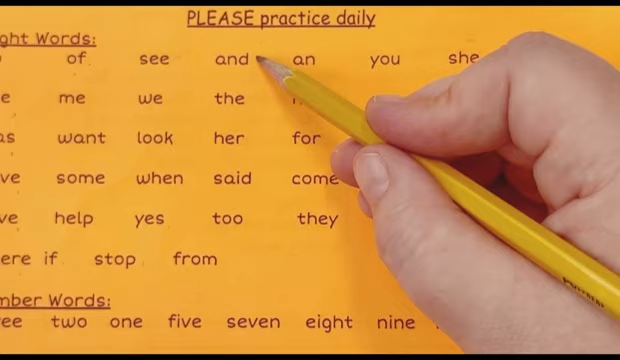 PLEASE practice daily
ght Words:
of see and an you she
e me we the
as want look her for
ve some when said come
ve help yes too they
ere if stop from
mber Words:
ee two one five seven eight nine